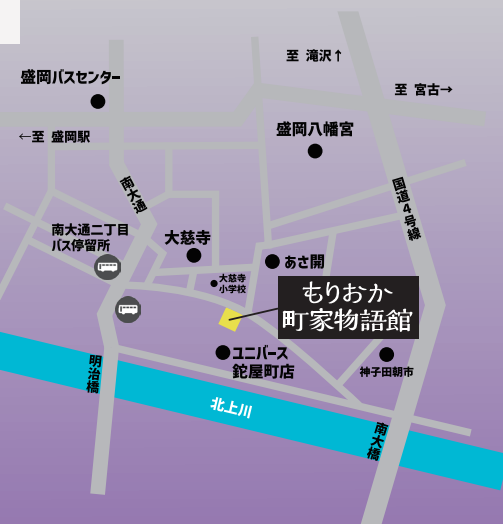 至 滝沢↑
盛岡バスセンター
至 宮古→
盛岡八幡宮
←至 盛岡駅
南大通
国道4号線
南大通二丁目
バス停留所
大慈寺
あさ開
大慈寺
小学校
もりおか
町家物語館
ユニバース
鉈屋町店
神子田朝市
明治橋
北上川
南大橋